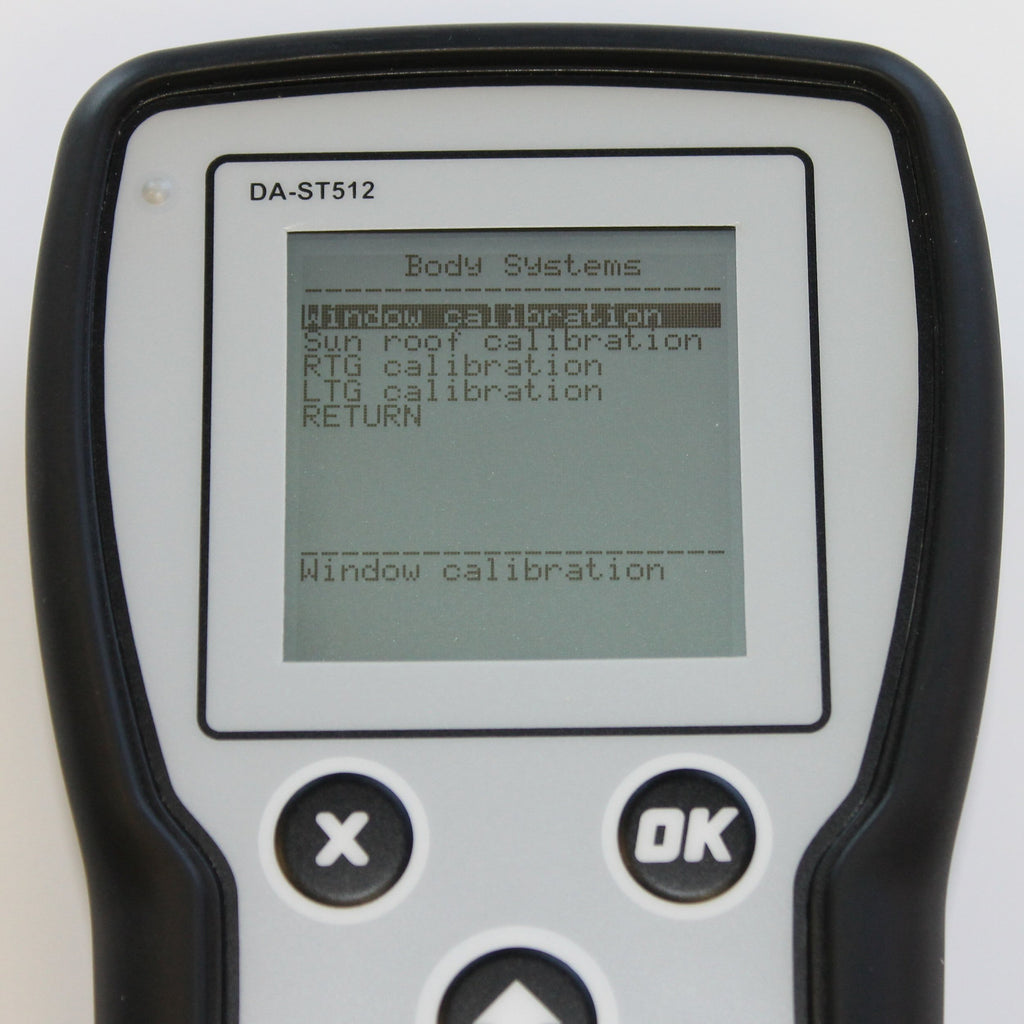 DA-ST512
Body Systems
Window calibration
Sun roof calibration
RTG calibration
LTG calibration
RETURN
Window calibration
X
OK